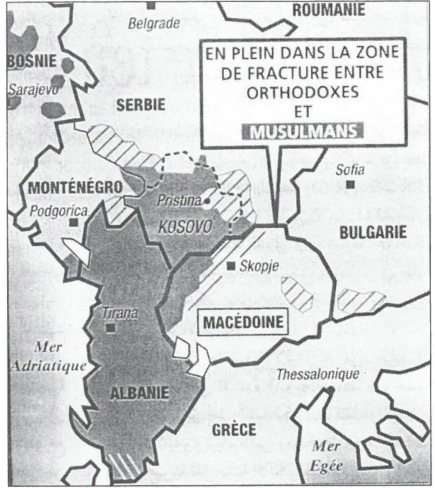 ROUMANIE
Belgrade
BOSNIE
Sarajevo
SERBIE
EN PLEIN DANS LA ZONE
DE FRACTURE ENTRE
ORTHODOXES
ET
MUSULMANS
Sofia
MONTÉNÉGRO
Pristina
Podgorica
KOSOVO
BULGARIE
Skopje
Tirana
MACÉDOINE
Mer
Adriatique
Thessalonique
ALBANIE
GRÈCE
Mer
Egée